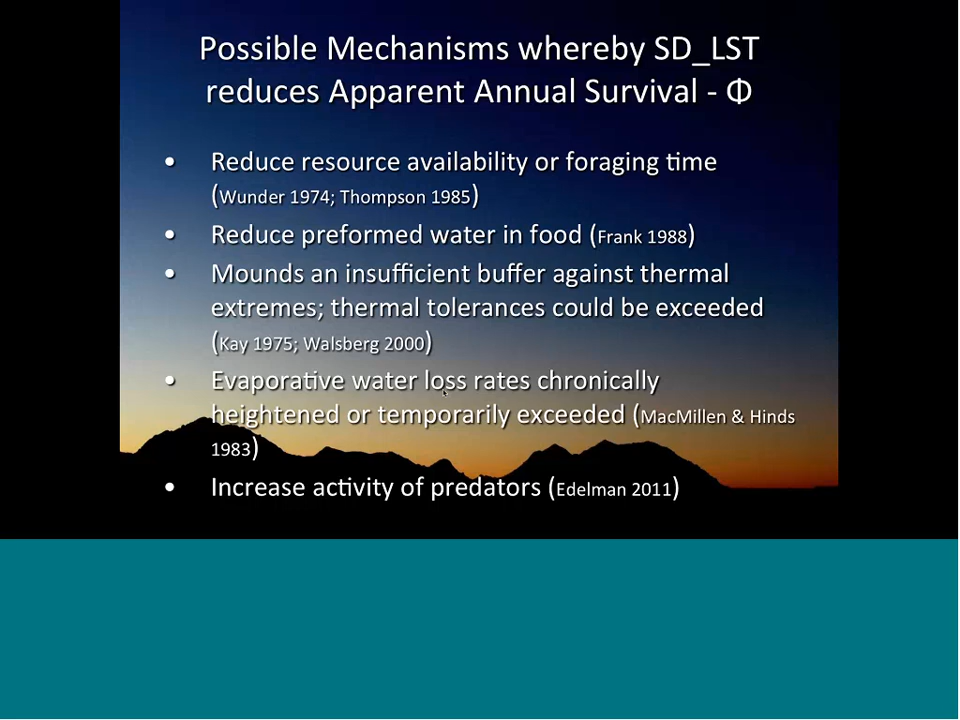 Possible Mechanisms whereby SD_LST
reduces Apparent Annual Survival - Φ
• Reduce resource availability or foraging time
(Wunder 1974; Thompson 1985)
• Reduce preformed water in food (Frank 1988)
• Mounds an insufficient buffer against thermal
extremes; thermal tolerances could be exceeded
(Kay 1975; Walsberg 2000)
• Evaporative water loss rates chronically
heightened or temporarily exceeded (MacMillen & Hinds
1983)
• Increase activity of predators (Edelman 2011)